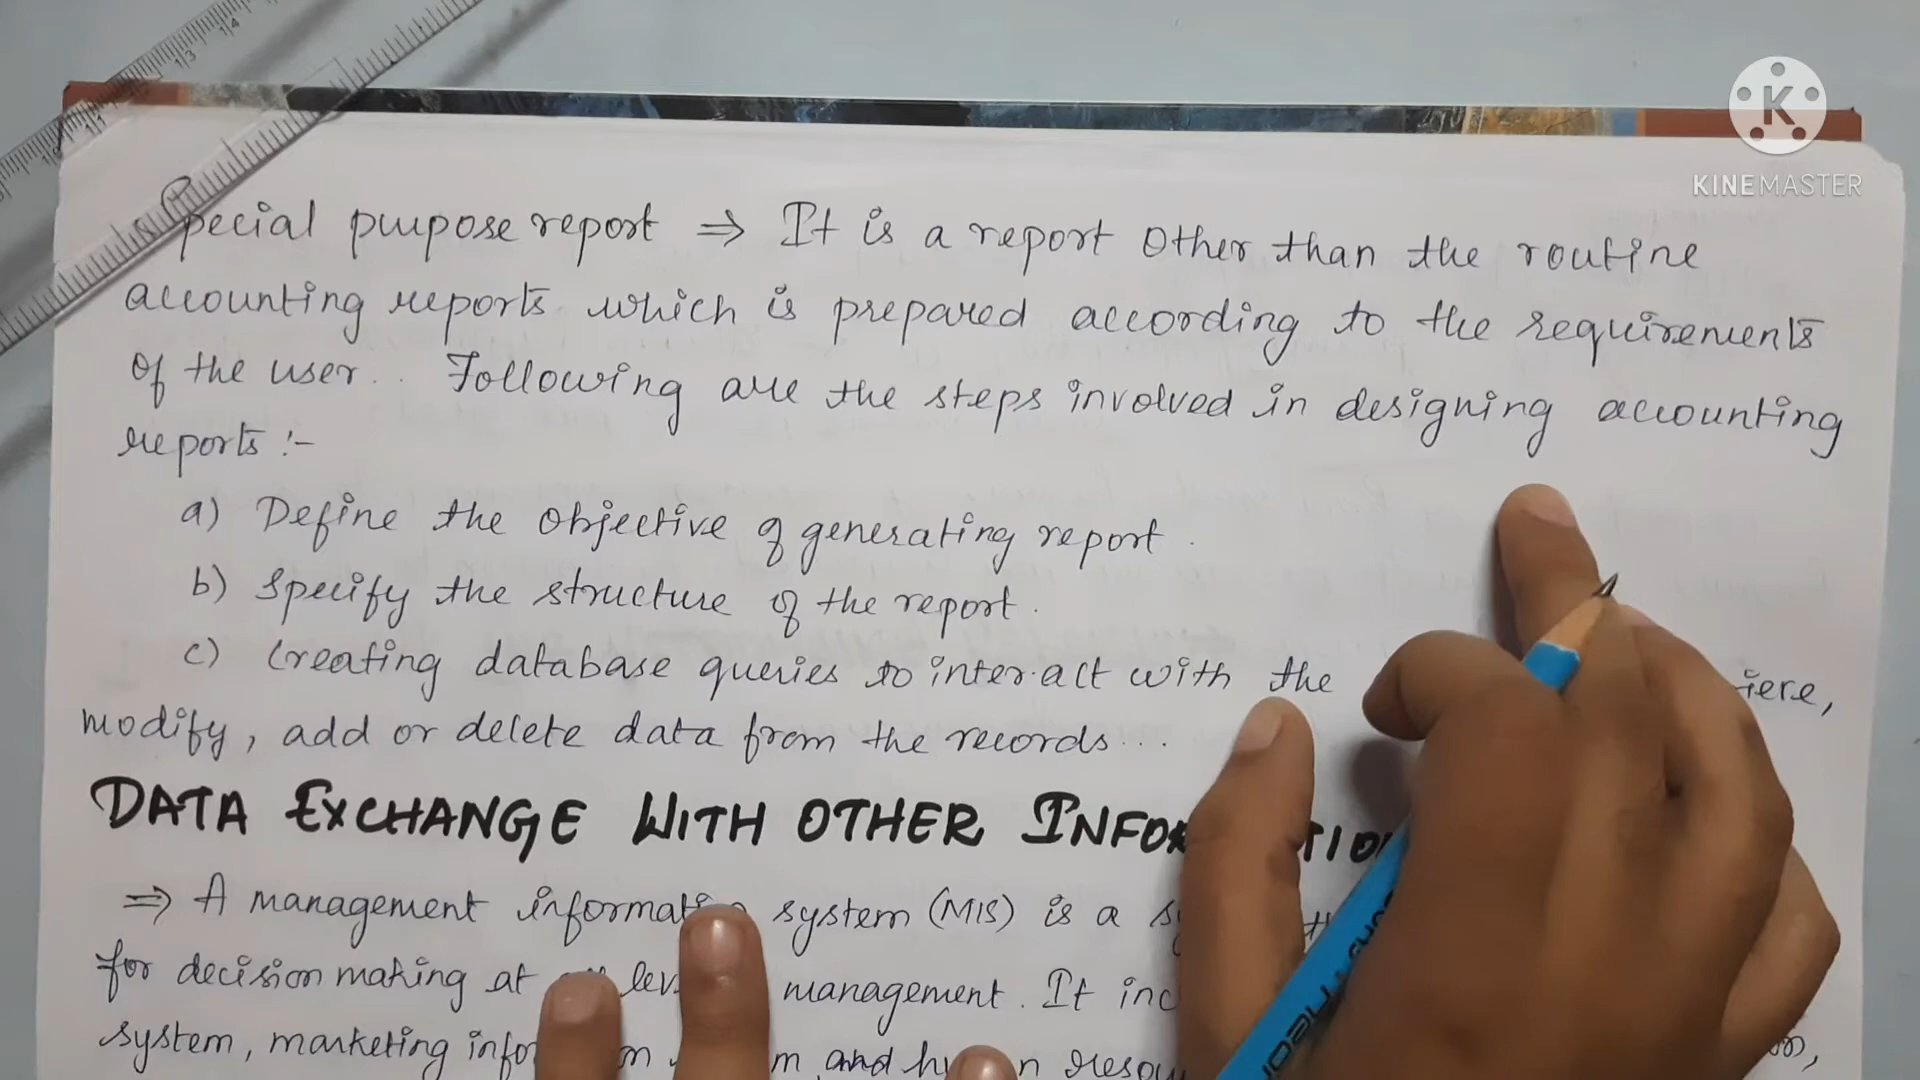 Special purpose report ⇒ It is a report other than the routine
accounting reports which is prepared according to the requirements
of the user.. Following are the steps involved in designing accounting
reports :-
a) Define the objective of generating report.
b) Specify the structure of the report.
c) Creating database queries to interact with the
modify, add or delete data from the records...
DATA EXCHANGE WITH OTHER
⇒ A management information system (MIS) is a
for decision making at management. It
system, marketing and
K
KINEMASTER